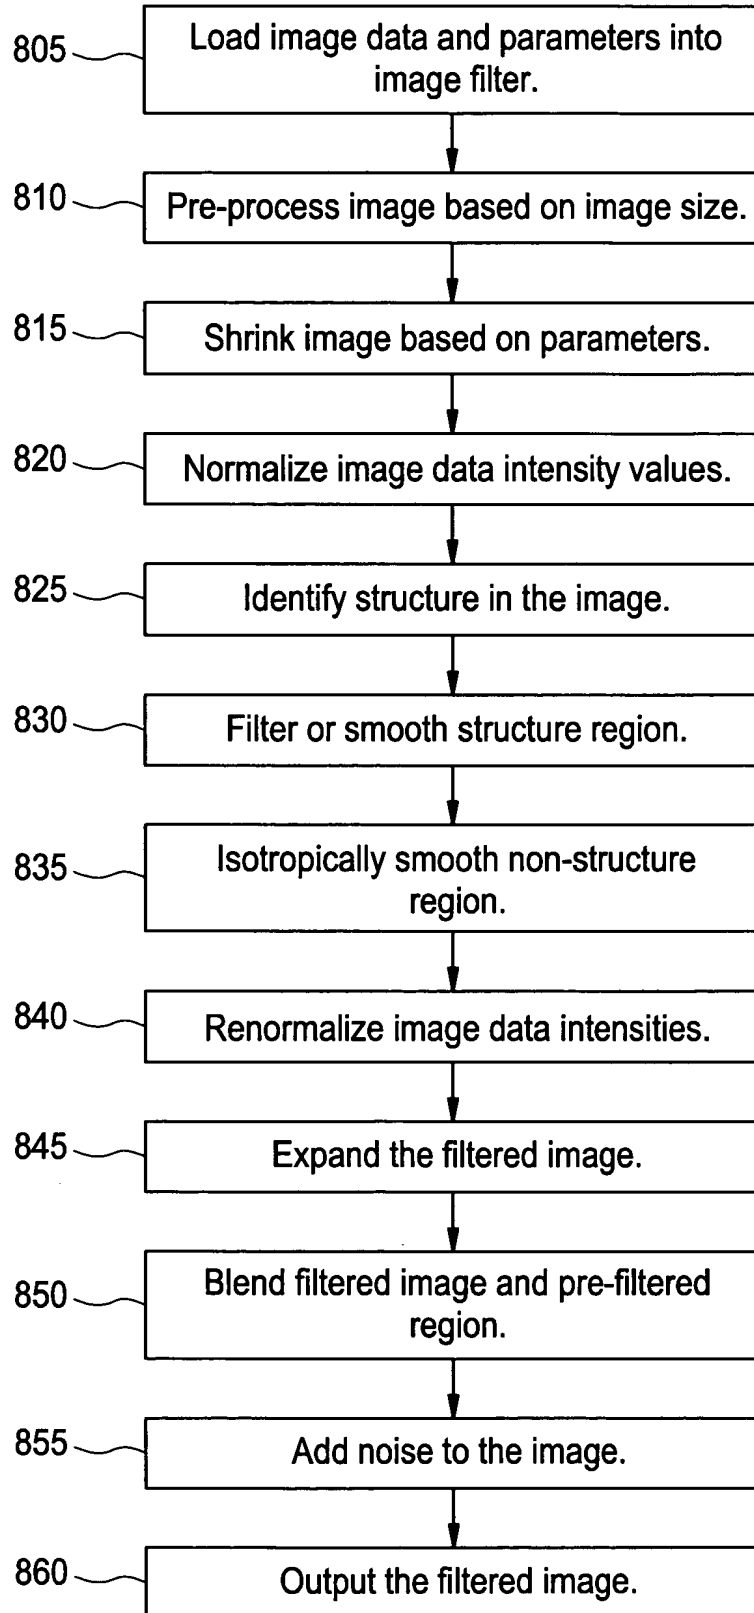 805
Load image data and parameters into
image filter.
810
Pre-process image based on image size.
815
Shrink image based on parameters.
820
Normalize image data intensity values.
825
Identify structure in the image.
830
Filter or smooth structure region.
835
Isotropically smooth non-structure
region.
840
Renormalize image data intensities.
845
Expand the filtered image.
850
Blend filtered image and pre-filtered
region.
855
Add noise to the image.
860
Output the filtered image.